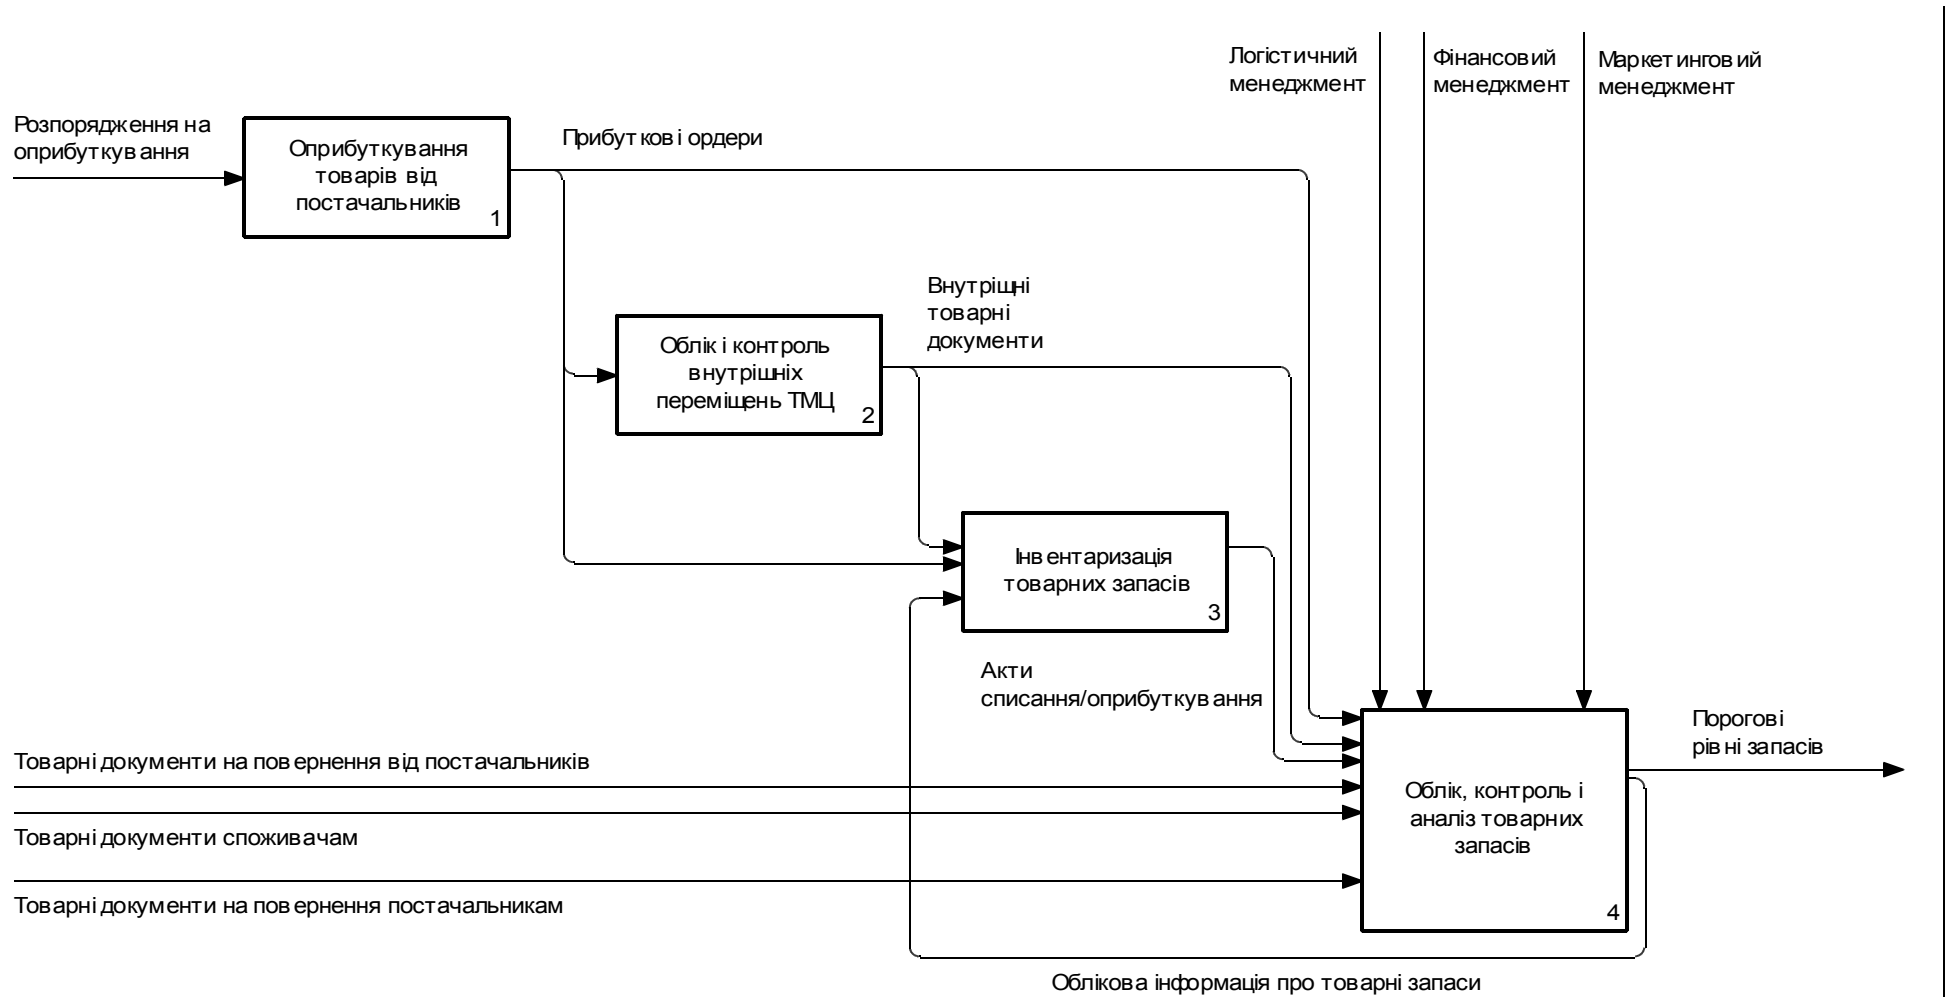 Логістичний
менеджмент
Фінансовий
менеджмент
Маркетинговий
менеджмент
Розпорядження на
оприбуткування
Оприбуткування
товарів від
постачальників
1
Прибуткові ордери
Внутрішні
товарні
документи
Облік і контроль
внутрішніх
переміщень ТМЦ
2
Інвентаризація
товарних запасів
3
Акти
списання/оприбуткування
Порогові
рівні запасів
Товарні документи на повернення від постачальників
Товарні документи споживачам
Товарні документи на повернення постачальникам
Облік, контроль і
аналіз товарних
запасів
4
Облікова інформація про товарні запаси